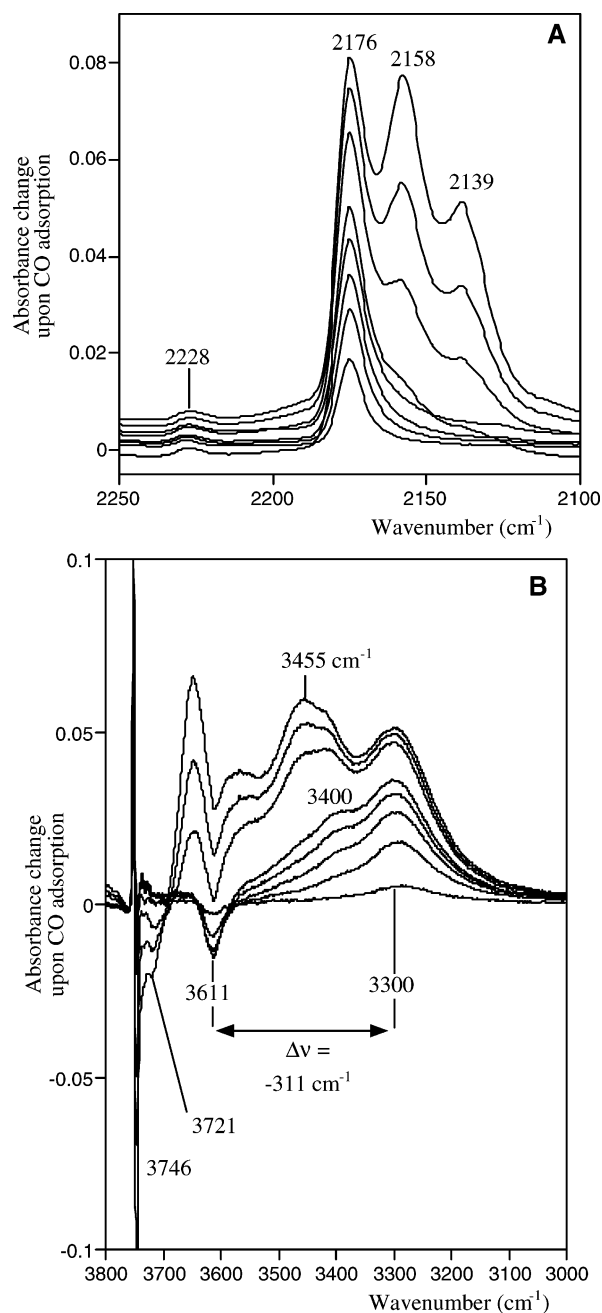 A
2176
2158
2139
2228
0.08
0.06
0.04
0.02
0
Absorbance change
upon CO adsorption
2250 2200 2150 2100
Wavenumber (cm-1)
B
0.1
0.05
0
-0.05
-0.1
Absorbance change
upon CO adsorption
3455 cm-1
3400
3611
3300
Δν =
-311 cm-1
3721
3746
3800 3700 3600 3500 3400 3300 3200 3100 3000
Wavenumber (cm-1)